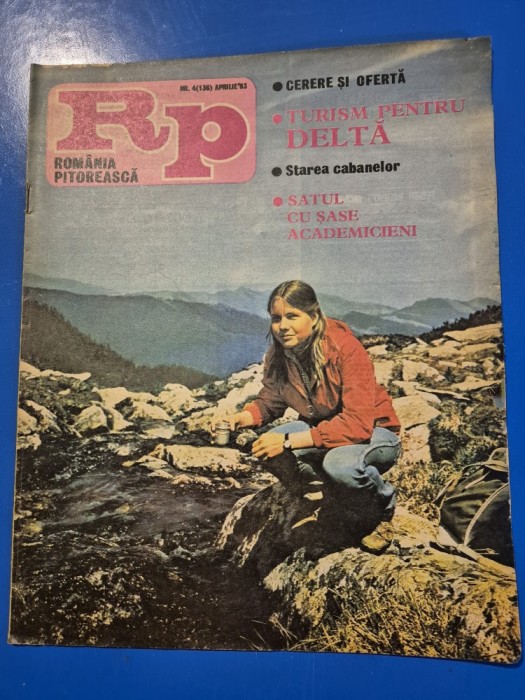 NR. 4(136) APRILIE'83
Rp
ROMÂNIA
PITOREASCĂ
● CERERE ȘI OFERTĂ
● TURISM PENTRU
DELTĂ
● Starea cabanelor
● SATUL
CU ȘASE
ACADEMICIENI